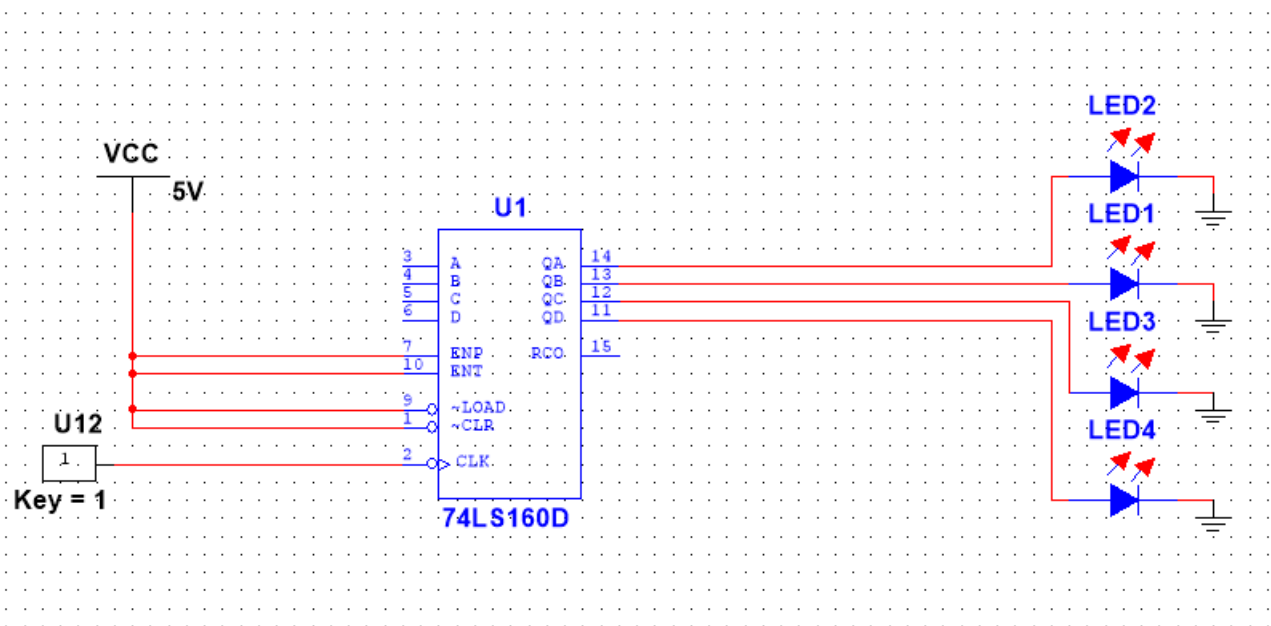 LED2
VCC
5V
U1
LED1
3 A QA 14
4 B QB 13
5 C QC 12
6 D QD 11
LED3
7 ENP RCO 15
10 ENT
9 ~LOAD
1 ~CLR
U12
LED4
1
2 CLK
Key = 1
74LS160D